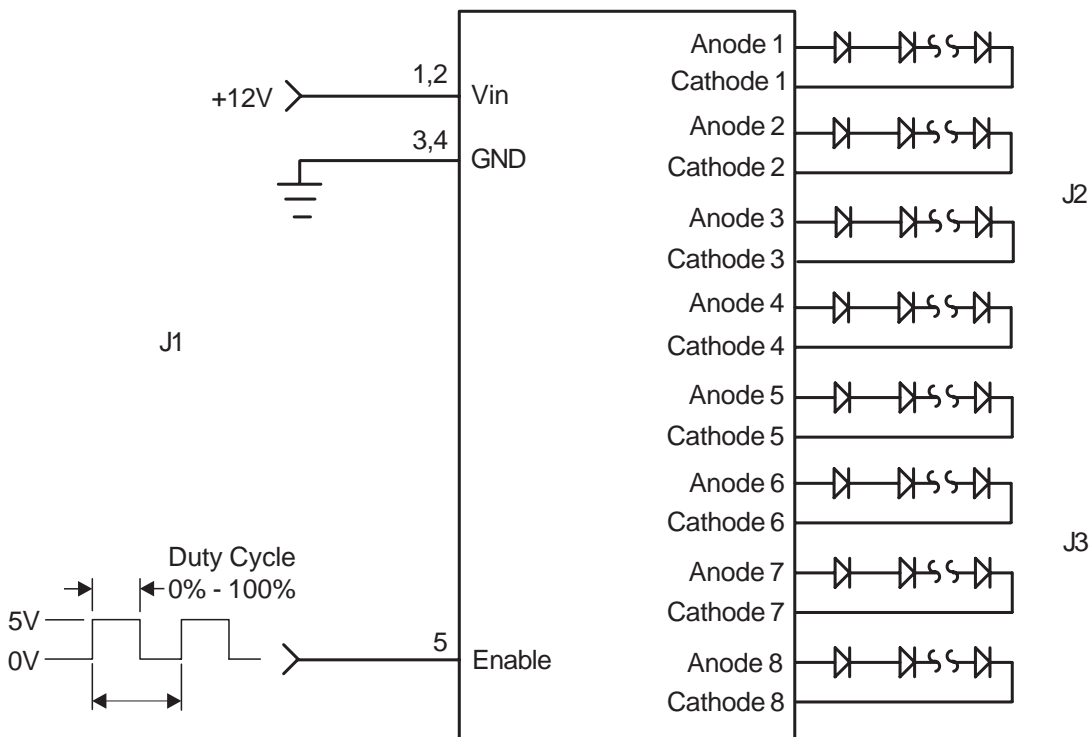 +12V
1,2
Vin
3,4
GND
J1
Duty Cycle
0% - 100%
5V
0V
5
Enable
Anode 1
Cathode 1
Anode 2
Cathode 2
Anode 3
Cathode 3
Anode 4
Cathode 4
Anode 5
Cathode 5
Anode 6
Cathode 6
Anode 7
Cathode 7
Anode 8
Cathode 8
J2
J3